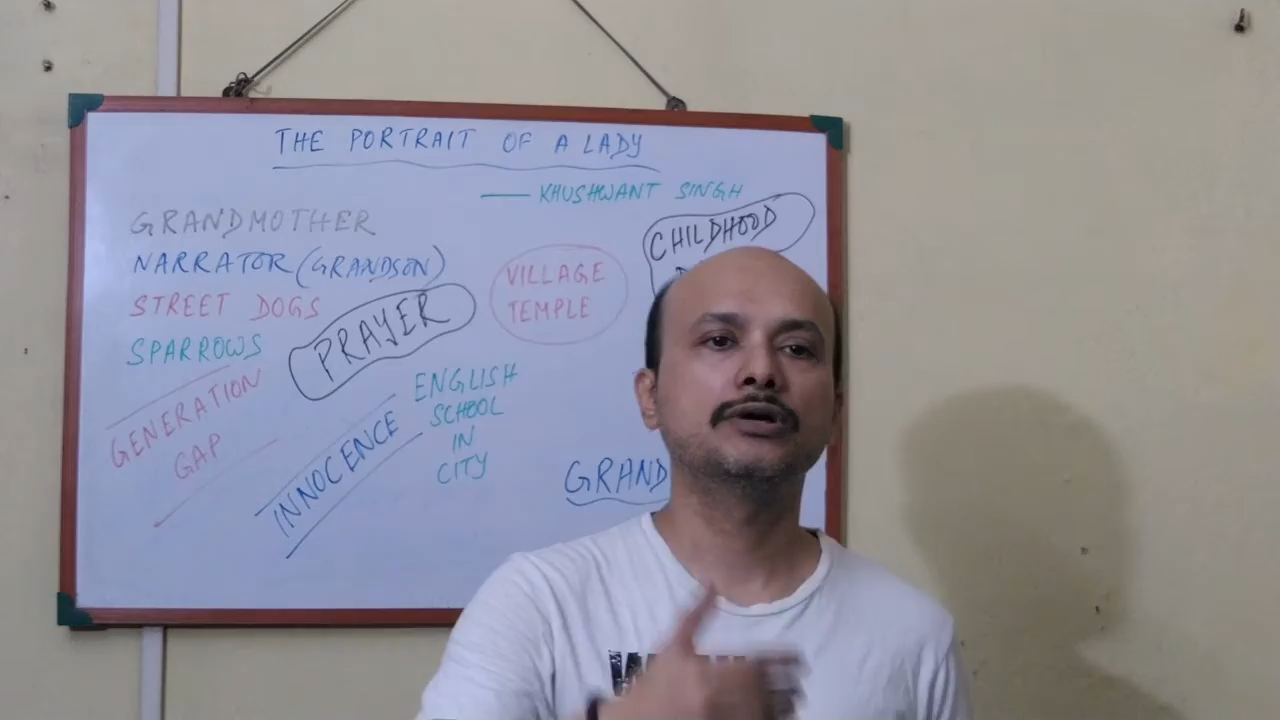 THE PORTRAIT OF A LADY
— KHUSHWANT SINGH
GRANDMOTHER
NARRATOR (GRANDSON)
STREET DOGS
SPARROWS
GENERATION
GAP
PRAYER
INNOCENCE
VILLAGE
TEMPLE
ENGLISH
SCHOOL
IN
CITY
CHILDHOOD
GRAND